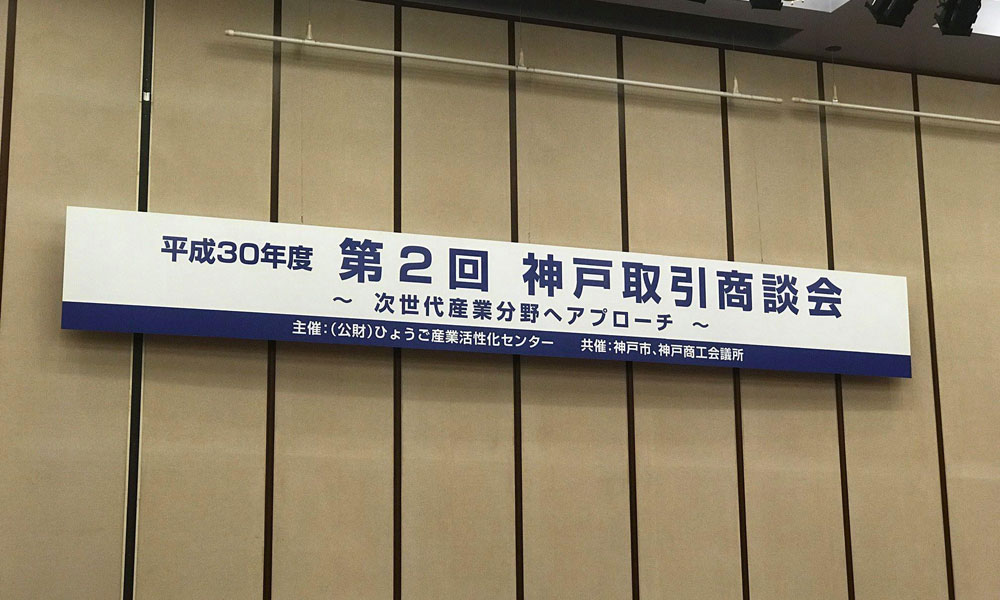 平成30年度 第2回 神戸取引商談会
～ 次世代産業分野へアプローチ ～
主催：（公財）ひょうご産業活性化センター 共催：神戸市、神戸商工会議所